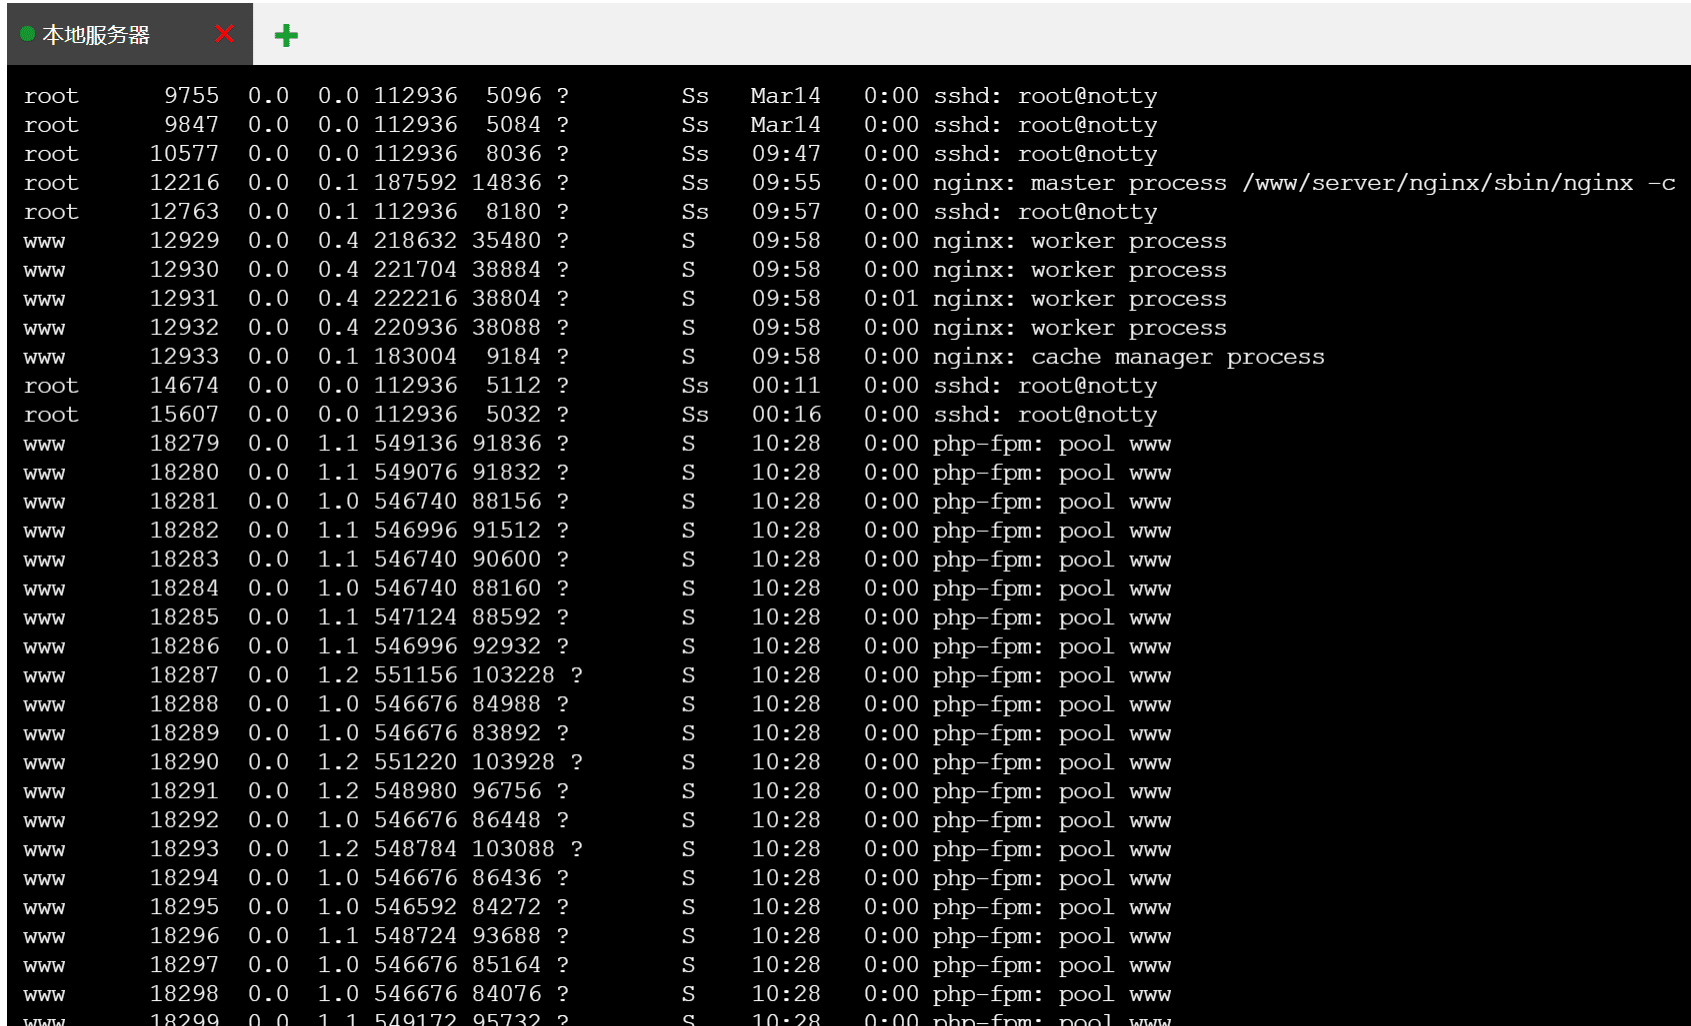 本地服务器
root 9755 0.0 0.0 112936 5096 ? Ss Mar14 0:00 sshd: root@notty
root 9847 0.0 0.0 112936 5084 ? Ss Mar14 0:00 sshd: root@notty
root 10577 0.0 0.0 112936 8036 ? Ss 09:47 0:00 sshd: root@notty
root 12216 0.0 0.1 187592 14836 ? Ss 09:55 0:00 nginx: master process /www/server/nginx/sbin/nginx -c
root 12763 0.0 0.1 112936 8180 ? Ss 09:57 0:00 sshd: root@notty
www 12929 0.0 0.4 218632 35480 ? S 09:58 0:00 nginx: worker process
www 12930 0.0 0.4 221704 38884 ? S 09:58 0:00 nginx: worker process
www 12931 0.0 0.4 222216 38804 ? S 09:58 0:01 nginx: worker process
www 12932 0.0 0.4 220936 38088 ? S 09:58 0:00 nginx: worker process
www 12933 0.0 0.1 183004 9184 ? S 09:58 0:00 nginx: cache manager process
root 14674 0.0 0.0 112936 5112 ? Ss 00:11 0:00 sshd: root@notty
root 15607 0.0 0.0 112936 5032 ? Ss 00:16 0:00 sshd: root@notty
www 18279 0.0 1.1 549136 91836 ? S 10:28 0:00 php-fpm: pool www
www 18280 0.0 1.1 549076 91832 ? S 10:28 0:00 php-fpm: pool www
www 18281 0.0 1.0 546740 88156 ? S 10:28 0:00 php-fpm: pool www
www 18282 0.0 1.1 546996 91512 ? S 10:28 0:00 php-fpm: pool www
www 18283 0.0 1.1 546740 90600 ? S 10:28 0:00 php-fpm: pool www
www 18284 0.0 1.0 546740 88160 ? S 10:28 0:00 php-fpm: pool www
www 18285 0.0 1.1 547124 88592 ? S 10:28 0:00 php-fpm: pool www
www 18286 0.0 1.1 546996 92932 ? S 10:28 0:00 php-fpm: pool www
www 18287 0.0 1.2 551156 103228 ? S 10:28 0:00 php-fpm: pool www
www 18288 0.0 1.0 546676 84988 ? S 10:28 0:00 php-fpm: pool www
www 18289 0.0 1.0 546676 83892 ? S 10:28 0:00 php-fpm: pool www
www 18290 0.0 1.2 551220 103928 ? S 10:28 0:00 php-fpm: pool www
www 18291 0.0 1.2 548980 96756 ? S 10:28 0:00 php-fpm: pool www
www 18292 0.0 1.0 546676 86448 ? S 10:28 0:00 php-fpm: pool www
www 18293 0.0 1.2 548784 103088 ? S 10:28 0:00 php-fpm: pool www
www 18294 0.0 1.0 546676 86436 ? S 10:28 0:00 php-fpm: pool www
www 18295 0.0 1.0 546592 84272 ? S 10:28 0:00 php-fpm: pool www
www 18296 0.0 1.1 548724 93688 ? S 10:28 0:00 php-fpm: pool www
www 18297 0.0 1.0 546676 85164 ? S 10:28 0:00 php-fpm: pool www
www 18298 0.0 1.0 546676 84076 ? S 10:28 0:00 php-fpm: pool www
www 18299 0.0 1.1 549172 95732 ? S 10:28 0:00 php-fpm: pool www